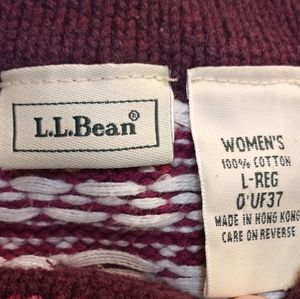 L.L.Bean®
WOMEN'S
100% COTTON
L-REG
0'UF37
MADE IN HONG KONG
CARE ON REVERSE